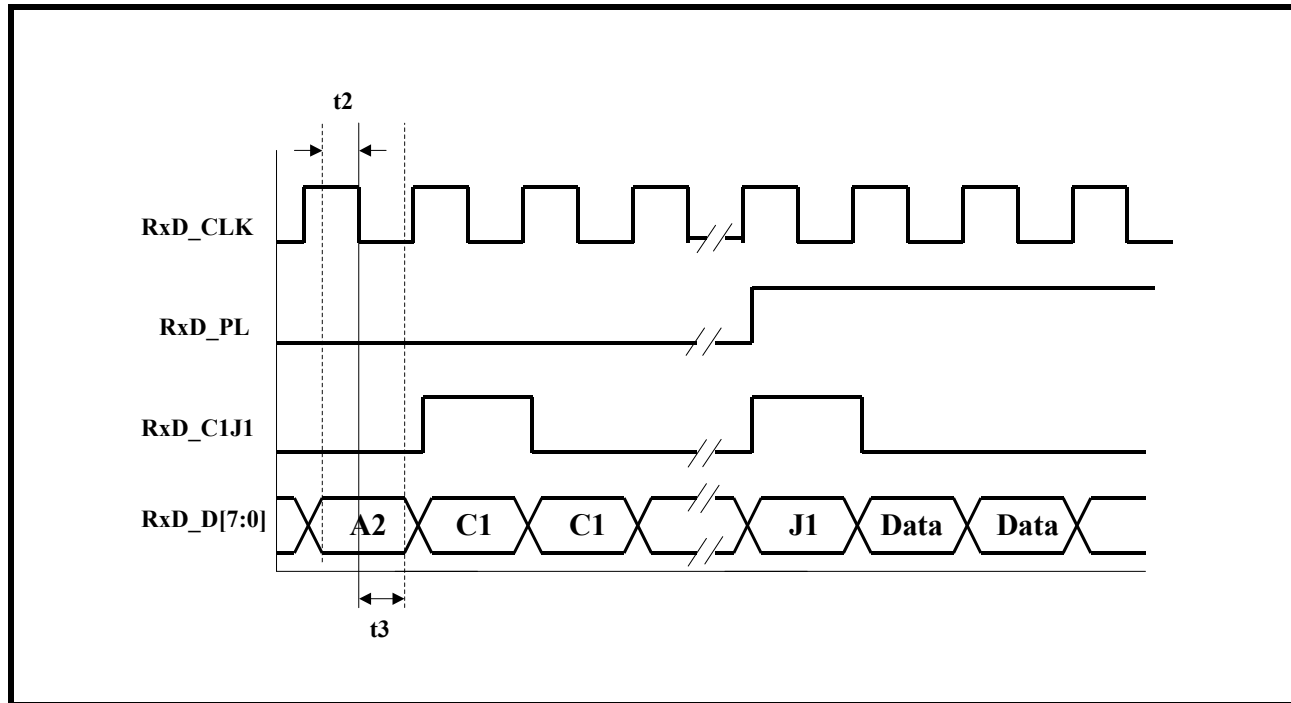 t2
RxD_CLK
RxD_PL
RxD_C1J1
RxD_D[7:0]
A2 C1 C1 J1 Data Data
t3